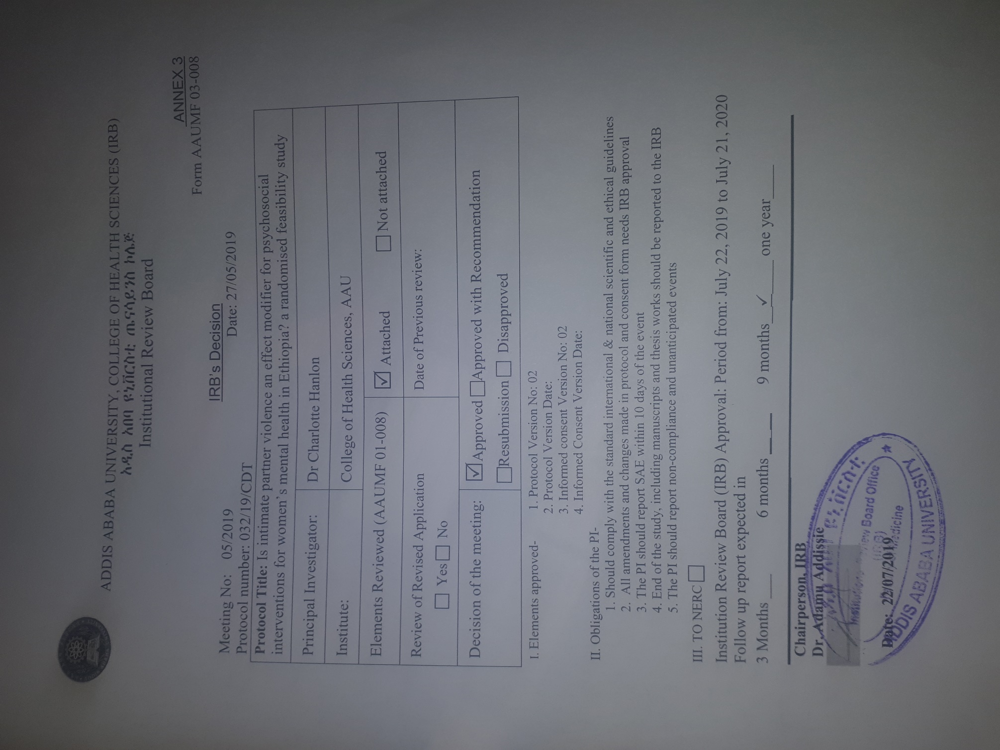 ADDIS ABABA UNIVERSITY, COLLEGE OF HEALTH SCIENCES (IRB)
አዲስ አበባ ዩኒቨርስቲ ጤናሳይንስ ኮሌጅ
Institutional Review Board
ANNEX 3
Form AAUMF 03-008
IRB's Decision
Meeting No: 05/2019 Date: 27/05/2019
Protocol number: 032/19/CDT
Protocol Title: Is intimate partner violence an effect modifier for psychosocial
interventions for women's mental health in Ethiopia? a randomised feasibility study
Principal Investigator: Dr Charlotte Hanlon
Institute: College of Health Sciences, AAU
Elements Reviewed (AAUMF 01-008) ☑ Attached ☐ Not attached
Review of Revised Application Date of Previous review:
☐ Yes ☐ No
Decision of the meeting: ☑ Approved ☐ Approved with Recommendation
☐ Resubmission ☐ Disapproved
I. Elements approved- 1. Protocol Version No: 02
2. Protocol Version Date:
3. Informed consent Version No: 02
4. Informed Consent Version Date:
II. Obligations of the PI-
1. Should comply with the standard international & national scientific and ethical guidelines
2. All amendments and changes made in protocol and consent form needs IRB approval
3. The PI should report SAE within 10 days of the event
4. End of the study, including manuscripts and thesis works should be reported to the IRB
5. The PI should report non-compliance and unanticipated events
III. TO NERC ☐
Institution Review Board (IRB) Approval: Period from: July 22, 2019 to July 21, 2020
Follow up report expected in
3 Months ___ 6 months ___ 9 months __✓__ one year___
Chairperson, IRB
Dr. Adamu Addissie
Date: 22/07/2019
Board Office
(IRB)
Medicine
ADDIS ABABA UNIVERSITY